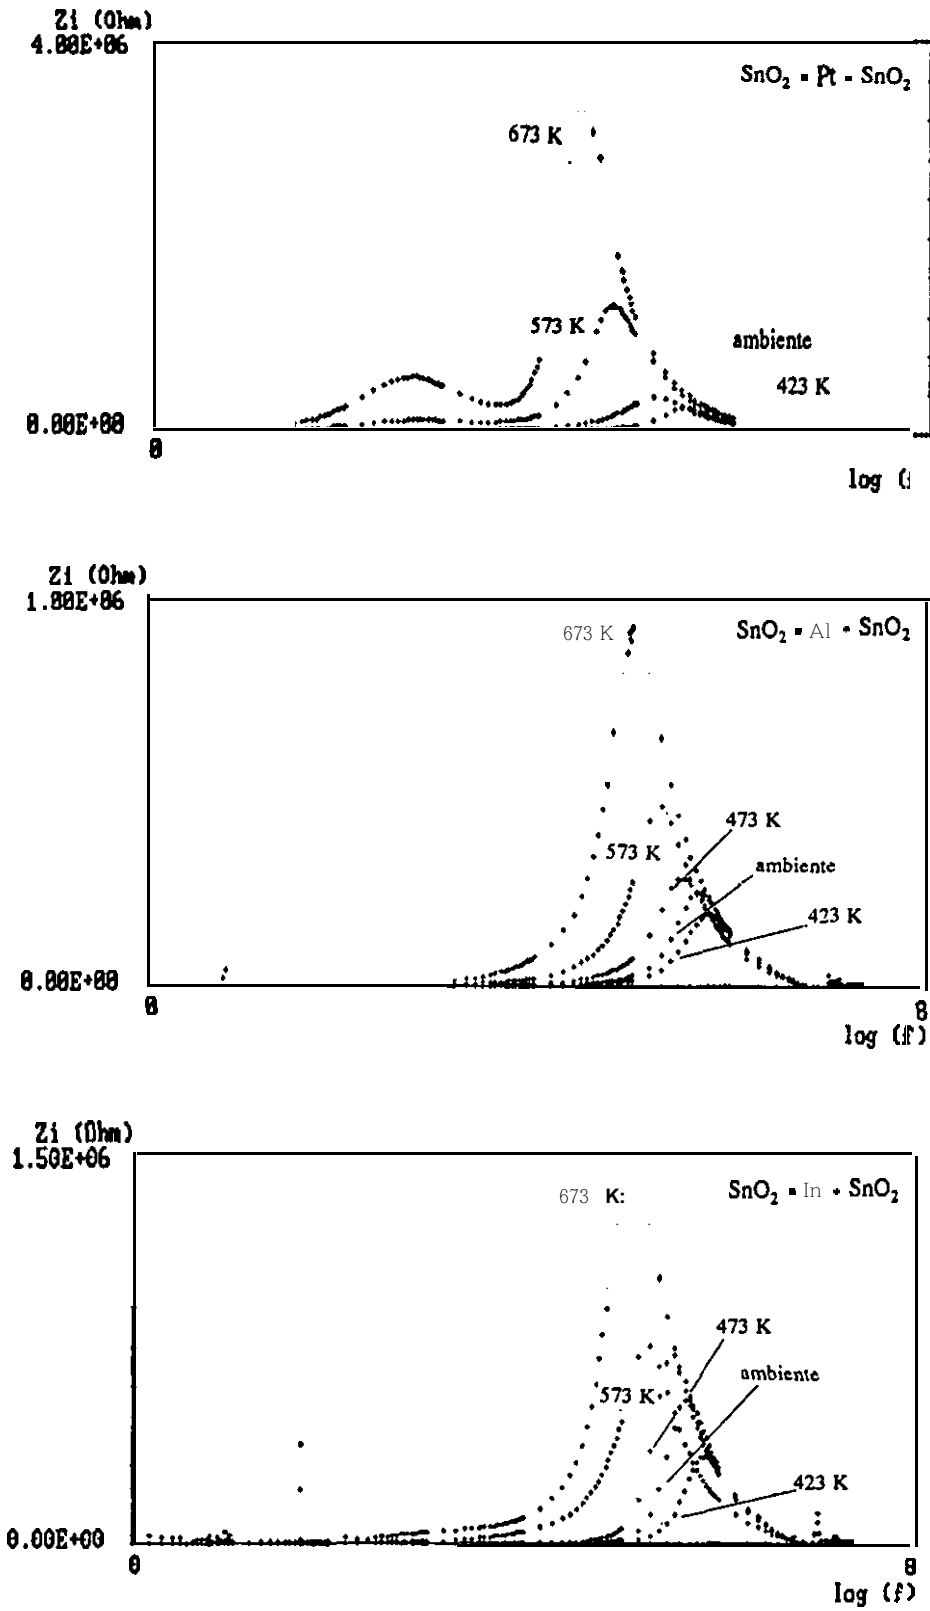 Zi (Ohm)
4.00E+06
SnO₂ - Pt - SnO₂
673 K
573 K
ambiente
423 K
0.00E+00
0
log (f
Zi (Ohm)
1.00E+06
673 K
SnO₂ - Al - SnO₂
473 K
573 K
ambiente
423 K
0.00E+00
0
8
log (f)
Zi (Ohm)
1.50E+06
673 K:
SnO₂ - In - SnO₂
473 K
ambiente
573 K
423 K
0.00E+00
0
8
log (f)